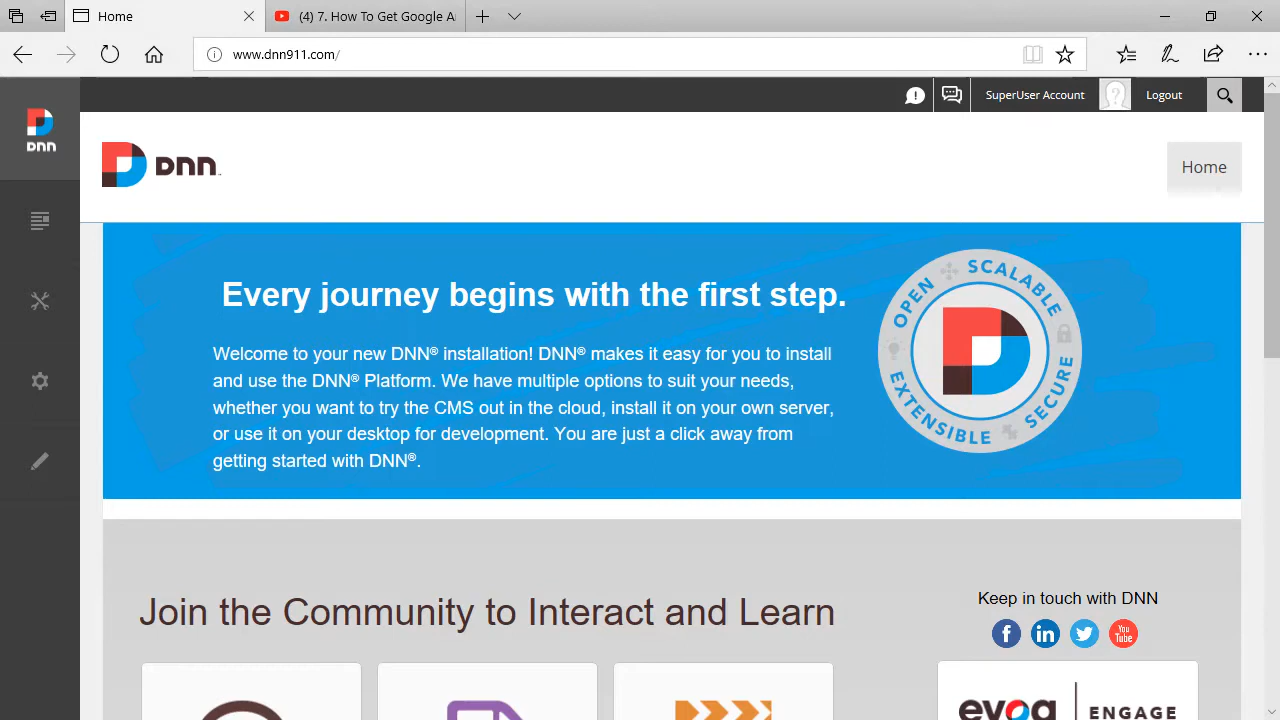 Home
(4) 7. How To Get Google A
www.dnn911.com/
DNN
SuperUser Account
Logout
DNN
Home
Every journey begins with the first step.
Welcome to your new DNN® installation! DNN® makes it easy for you to install
and use the DNN® Platform. We have multiple options to suit your needs,
whether you want to try the CMS out in the cloud, install it on your own server,
or use it on your desktop for development. You are just a click away from
getting started with DNN®.
OPEN
SCALABLE
EXTENSIBLE
SECURE
Join the Community to Interact and Learn
Keep in touch with DNN
You
Tube
evoq ENGAGE